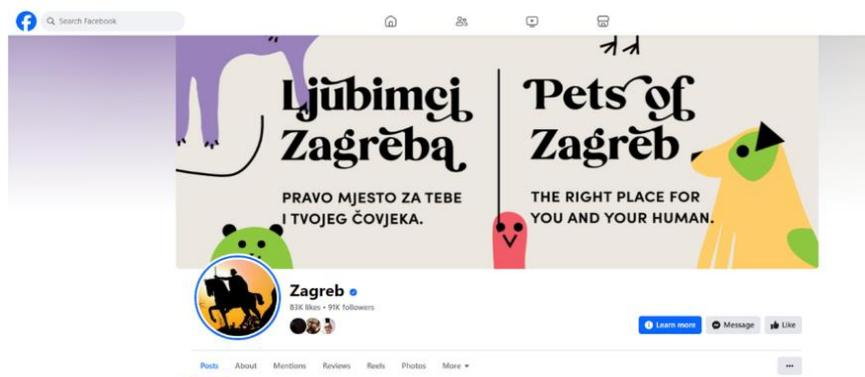 Search Facebook
Ljubimci
Zagreba
PRAVO MJESTO ZA TEBE
I TVOJEG ČOVJEKA.
Pets of
Zagreb
THE RIGHT PLACE FOR
YOU AND YOUR HUMAN.
Zagreb
83K likes • 91K followers
Learn more Message Like
Posts About Mentions Reviews Reels Photos More